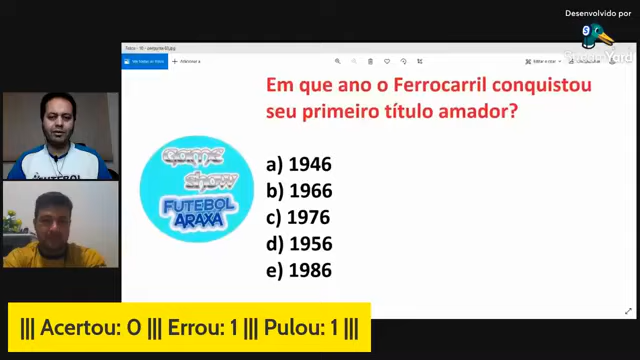 Desenvolvido por
StreamYard
Em que ano o Ferrocarril conquistou
seu primeiro título amador?
GAME
SHOW
FUTEBOL
ARAXÁ
a) 1946
b) 1966
c) 1976
d) 1956
e) 1986
||| Acertou: 0 ||| Errou: 1 ||| Pulou: 1 |||